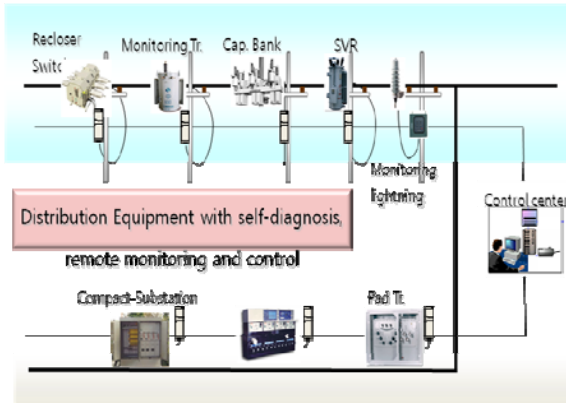 Recloser
Switc
Monitoring Tr.
Cap. Bank
SVR
Monitoring
lightning
Control center
Distribution Equipment with self-diagnosis,
remote monitoring and control
Compact-Substation
Pad Tr.